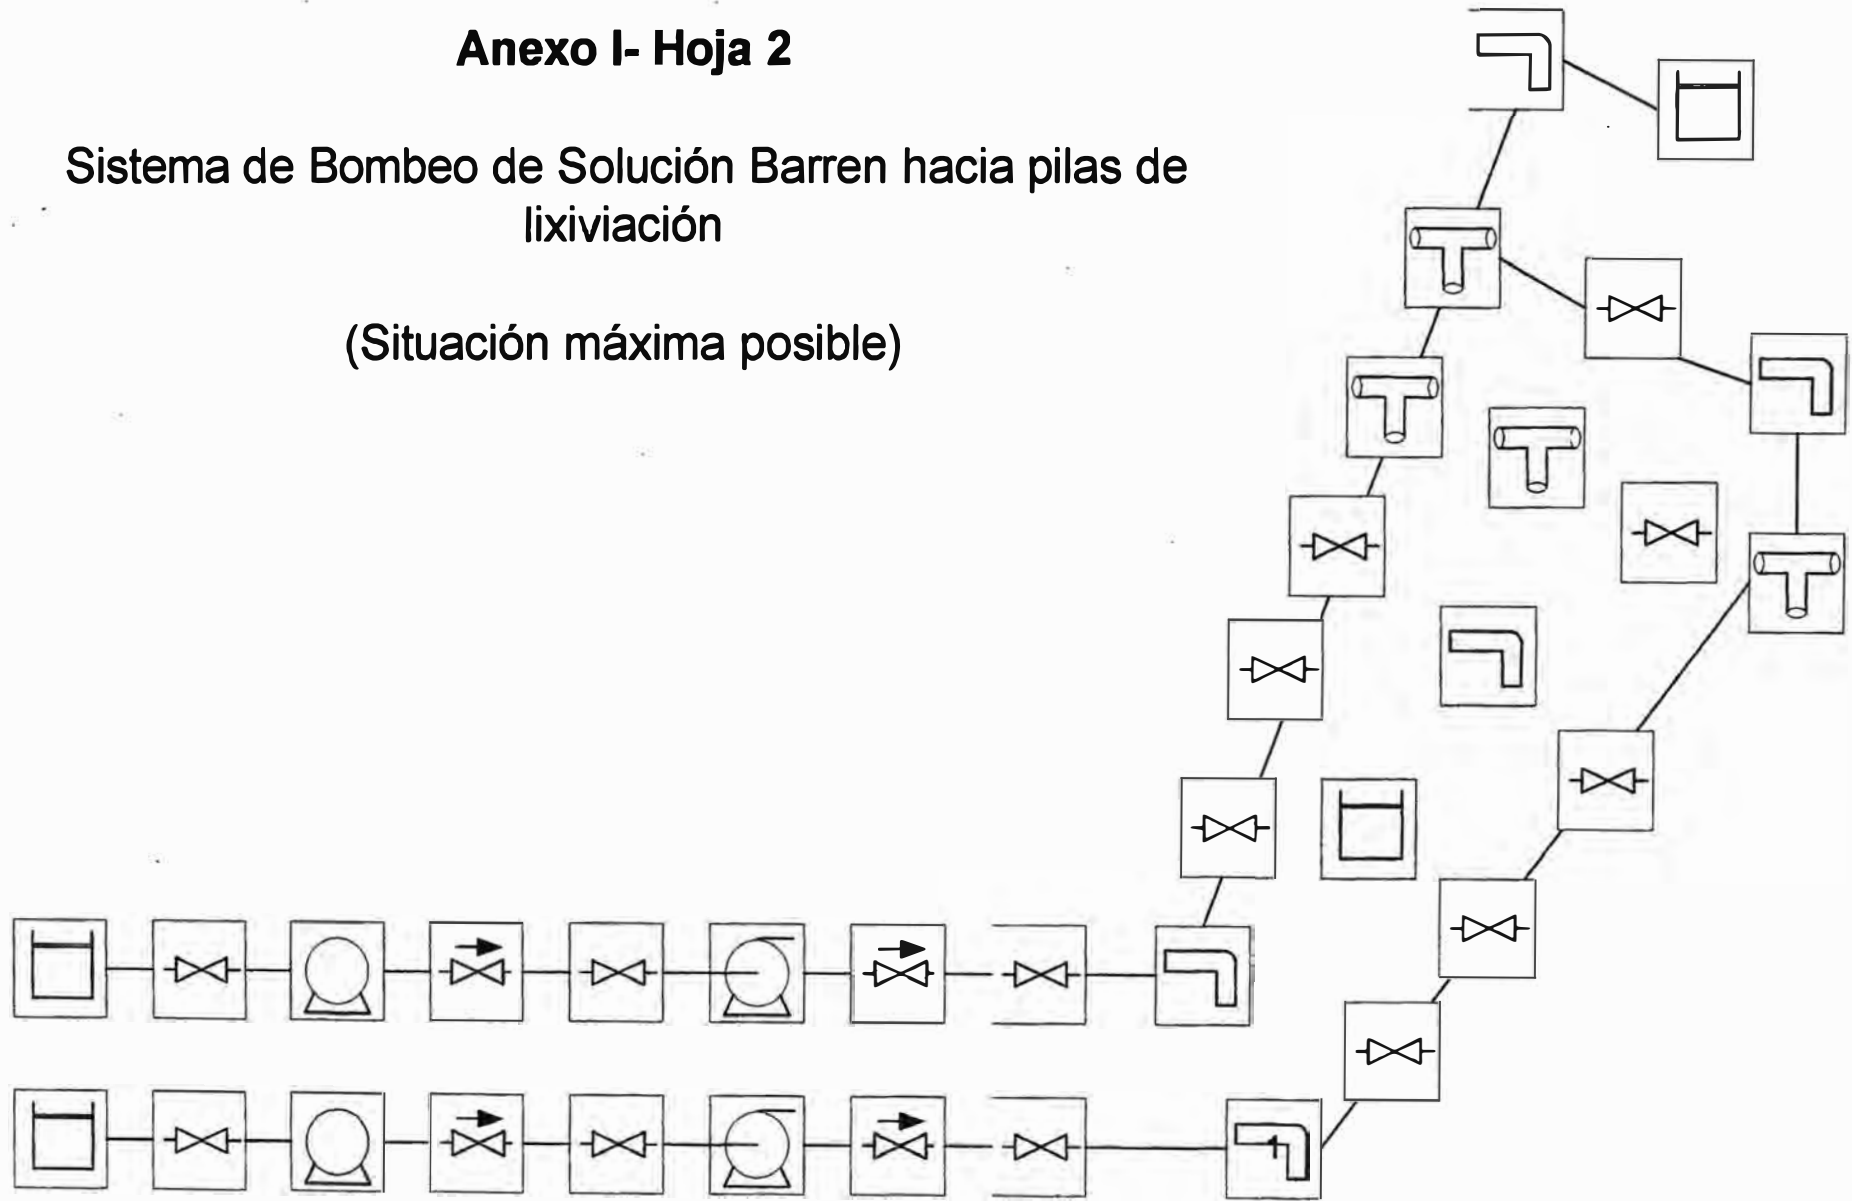 Anexo I- Hoja 2
Sistema de Bombeo de Solución Barren hacia pilas de
lixiviación
(Situación máxima posible)